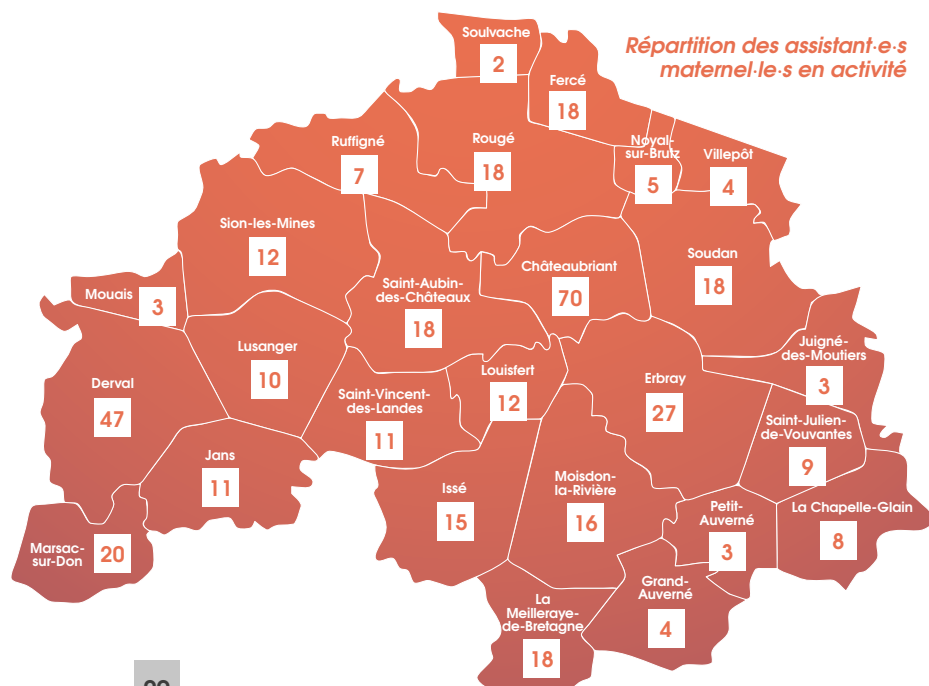 Répartition des assistant·e·s
maternel·le·s en activité
Soulvache
2
Fercé
18
Rougé
18
Ruffigné
7
Noyal-
sur-Brutz
5
Villepôt
4
Sion-les-Mines
12
Mouais
3
Saint-Aubin-
des-Châteaux
18
Châteaubriant
70
Soudan
18
Lusanger
10
Derval
47
Saint-Vincent-
des-Landes
11
Louisfert
12
Erbray
27
Juigné-
des-Moutiers
3
Saint-Julien-
de-Vouvantes
9
Jans
11
Issé
15
Moisdon-
la-Rivière
16
Petit-
Auverné
3
La Chapelle-Glain
8
Marsac-
sur-Don
20
Grand-
Auverné
4
La
Meilleraye-
de-Bretagne
18